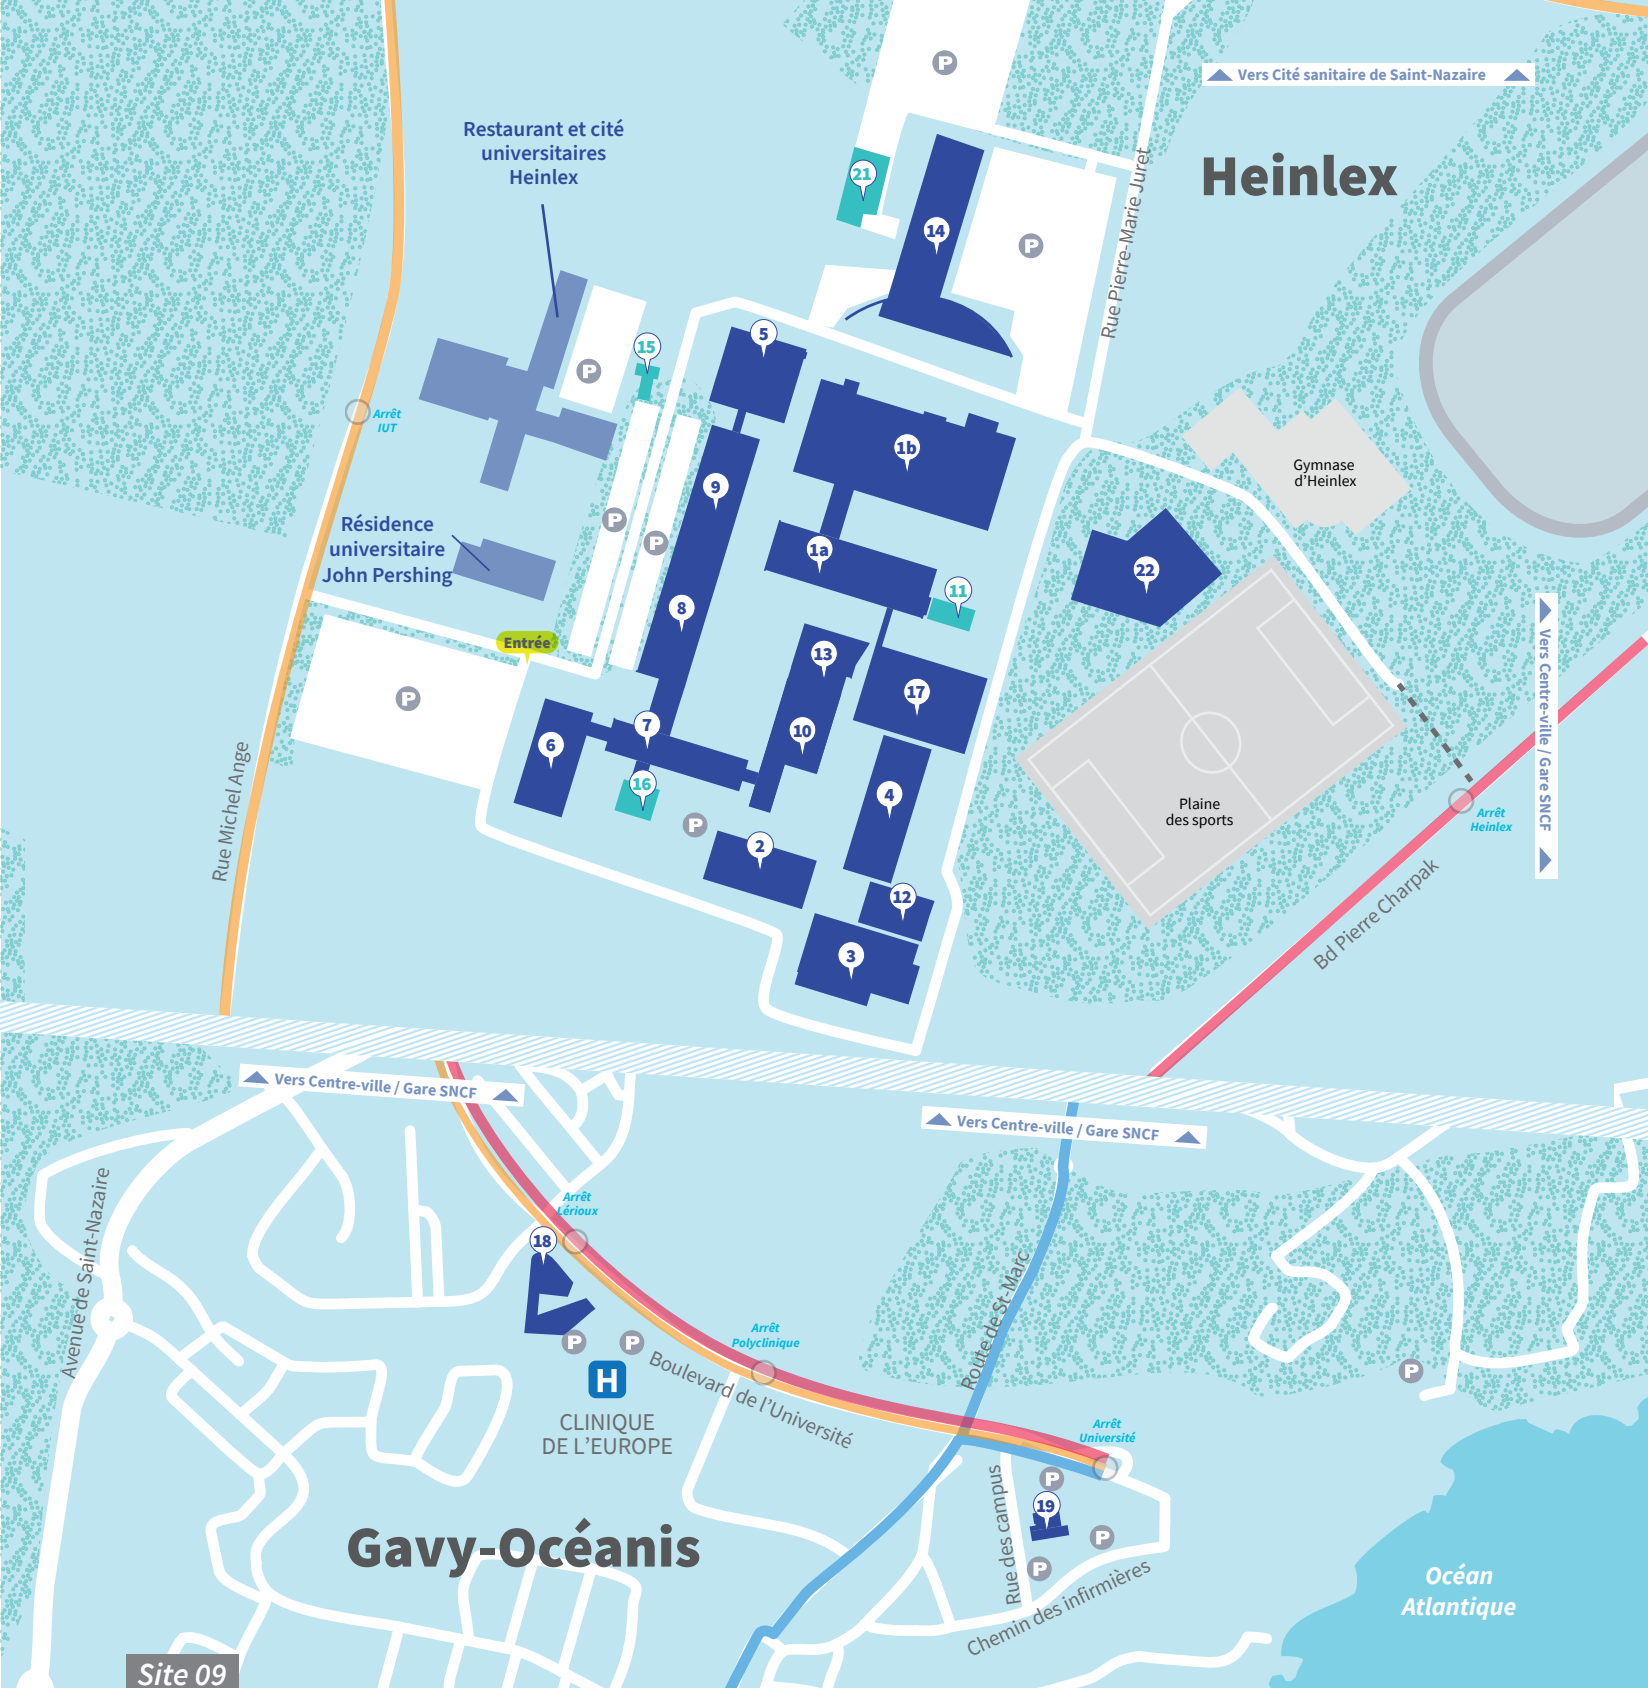 P
Vers Cité sanitaire de Saint-Nazaire
Restaurant et cité
universitaires
Heinlex
Heinlex
21
14
P
Rue Pierre-Marie Juret
5
15
P
Arrêt
IUT
1b
Gymnase
d'Heinlex
9
P
P
Résidence
universitaire
John Pershing
1a
22
11
8
Entrée
13
17
P
7
6
10
16
4
P
2
12
3
Plaine
des sports
Arrêt
Heinlex
Vers Centre-ville / Gare SNCF
Rue Michel Ange
Bd Pierre Charpak
Vers Centre-ville / Gare SNCF
Vers Centre-ville / Gare SNCF
Avenue de Saint-Nazaire
Arrêt
Lérioux
18
P
P
Arrêt
Polyclinique
H
CLINIQUE
DE L'EUROPE
Boulevard de l'Université
Route de St-Marc
P
Arrêt
Université
P
19
P
P
Rue des campus
Chemin des infirmières
Gavy-Océanis
Océan
Atlantique
Site 09